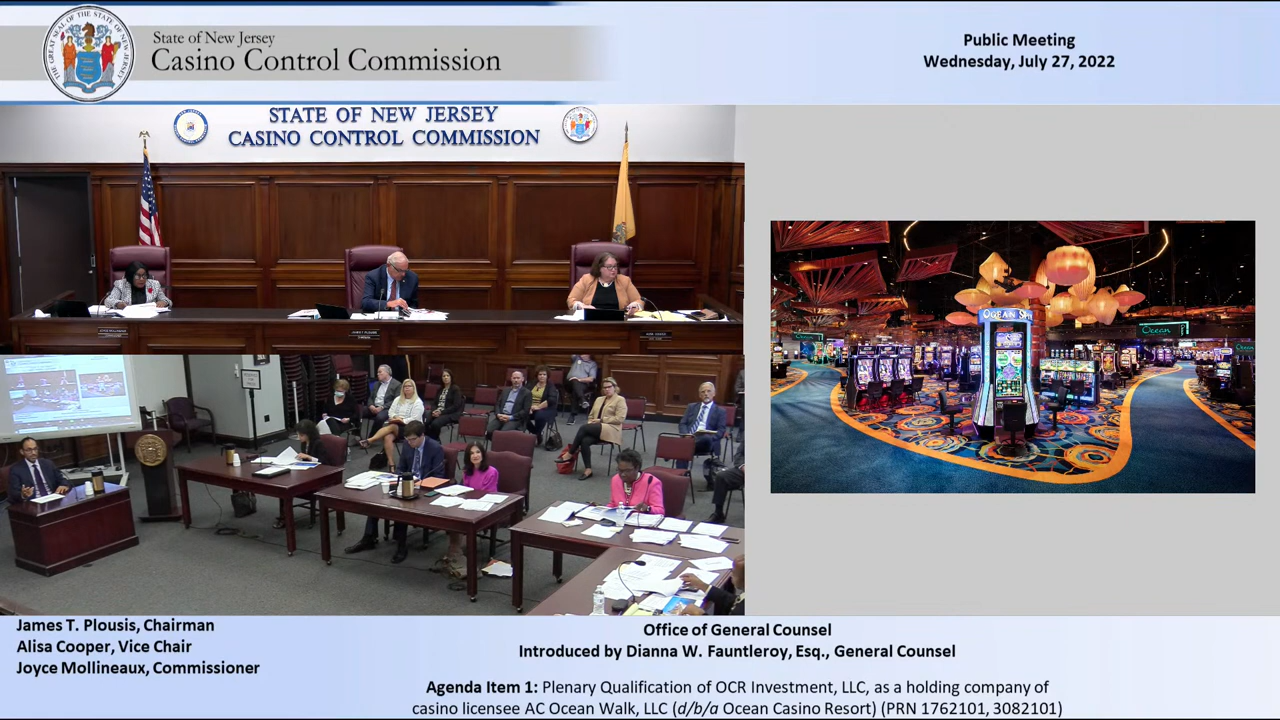 State of New Jersey
Casino Control Commission
Public Meeting
Wednesday, July 27, 2022
STATE OF NEW JERSEY
CASINO CONTROL COMMISSION
OCEAN
Ocean
James T. Plousis, Chairman
Alisa Cooper, Vice Chair
Joyce Mollineaux, Commissioner
Office of General Counsel
Introduced by Dianna W. Fauntleroy, Esq., General Counsel
Agenda Item 1: Plenary Qualification of OCR Investment, LLC, as a holding company of
casino licensee AC Ocean Walk, LLC (d/b/a Ocean Casino Resort) (PRN 1762101, 3082101)